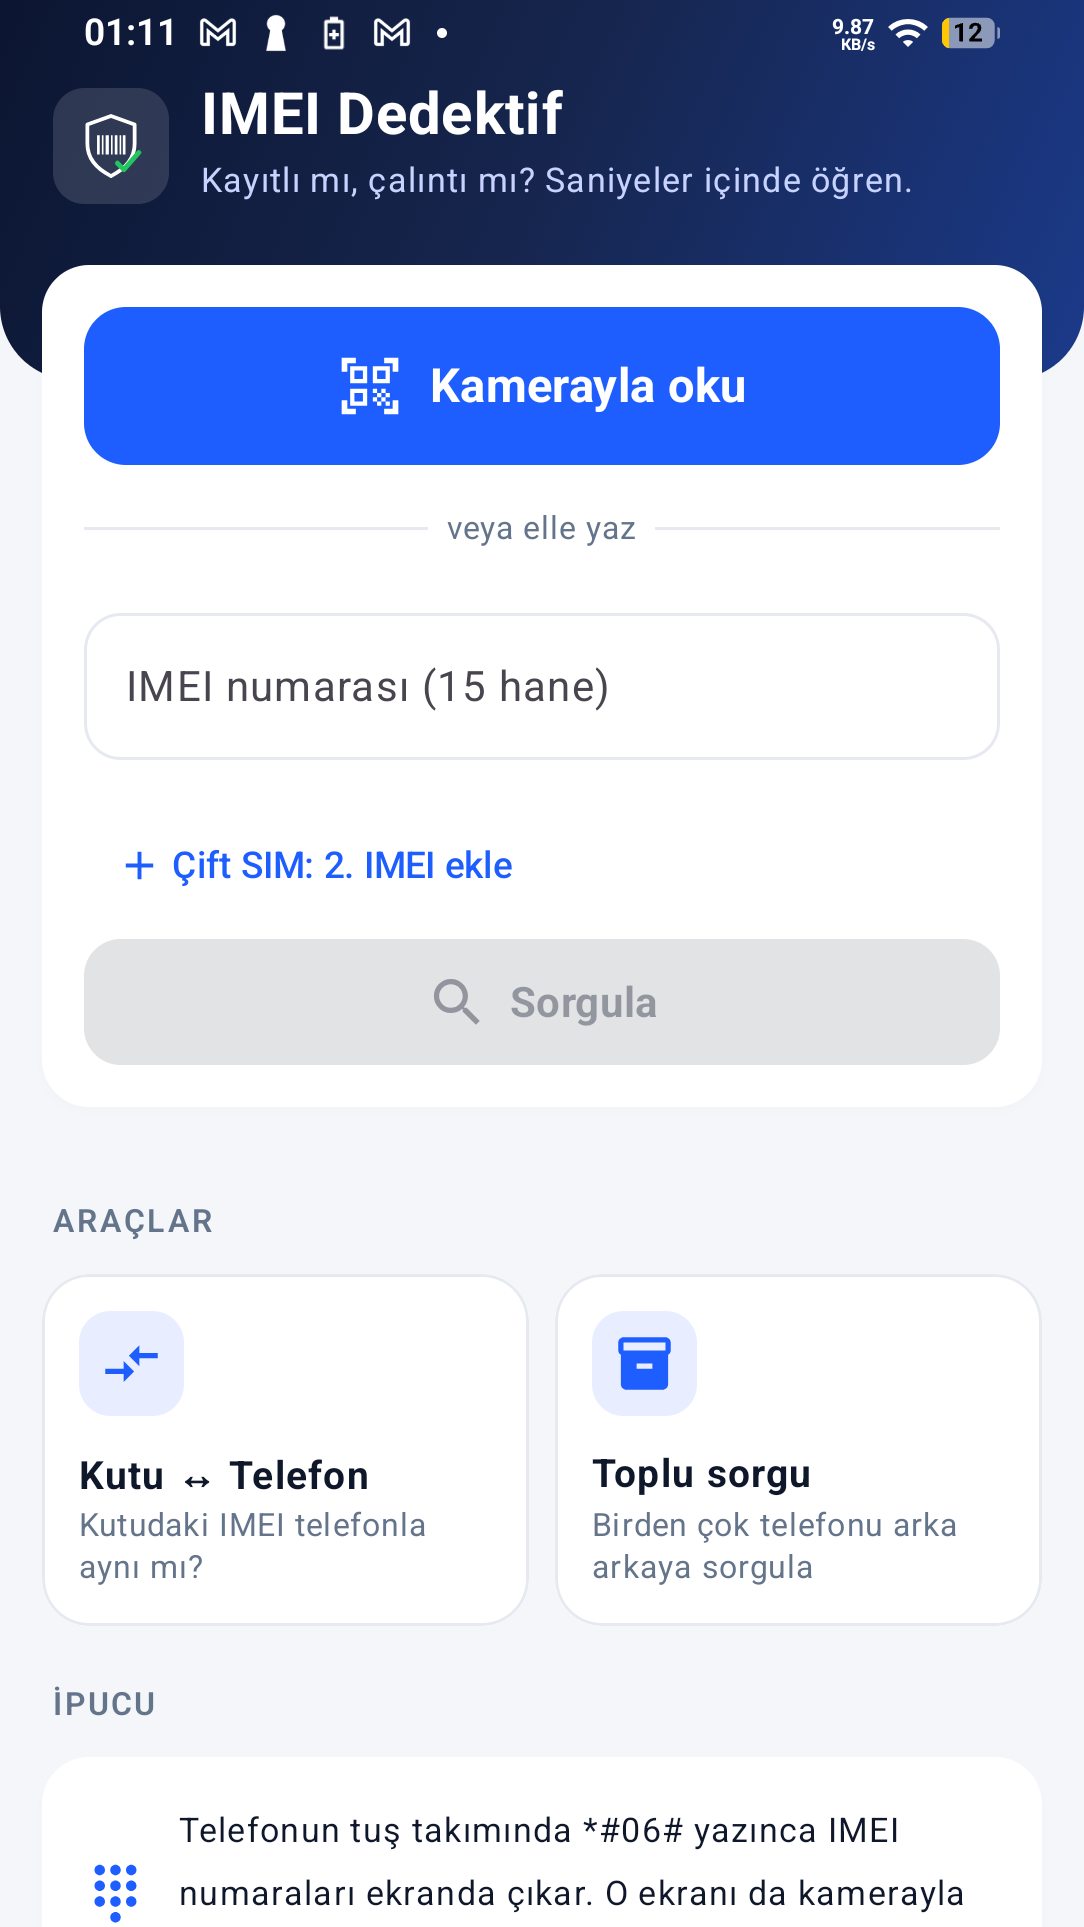 01:11
9.87
KB/s
12
IMEI Dedektif
Kayıtlı mı, çalıntı mı? Saniyeler içinde öğren.
Kamerayla oku
veya elle yaz
IMEI numarası (15 hane)
+ Çift SIM: 2. IMEI ekle
Sorgula
ARAÇLAR
Kutu ↔ Telefon
Kutudaki IMEI telefonla
aynı mı?
Toplu sorgu
Birden çok telefonu arka
arkaya sorgula
İPUCU
Telefonun tuş takımında *#06# yazınca IMEI
numaraları ekranda çıkar. O ekranı da kamerayla